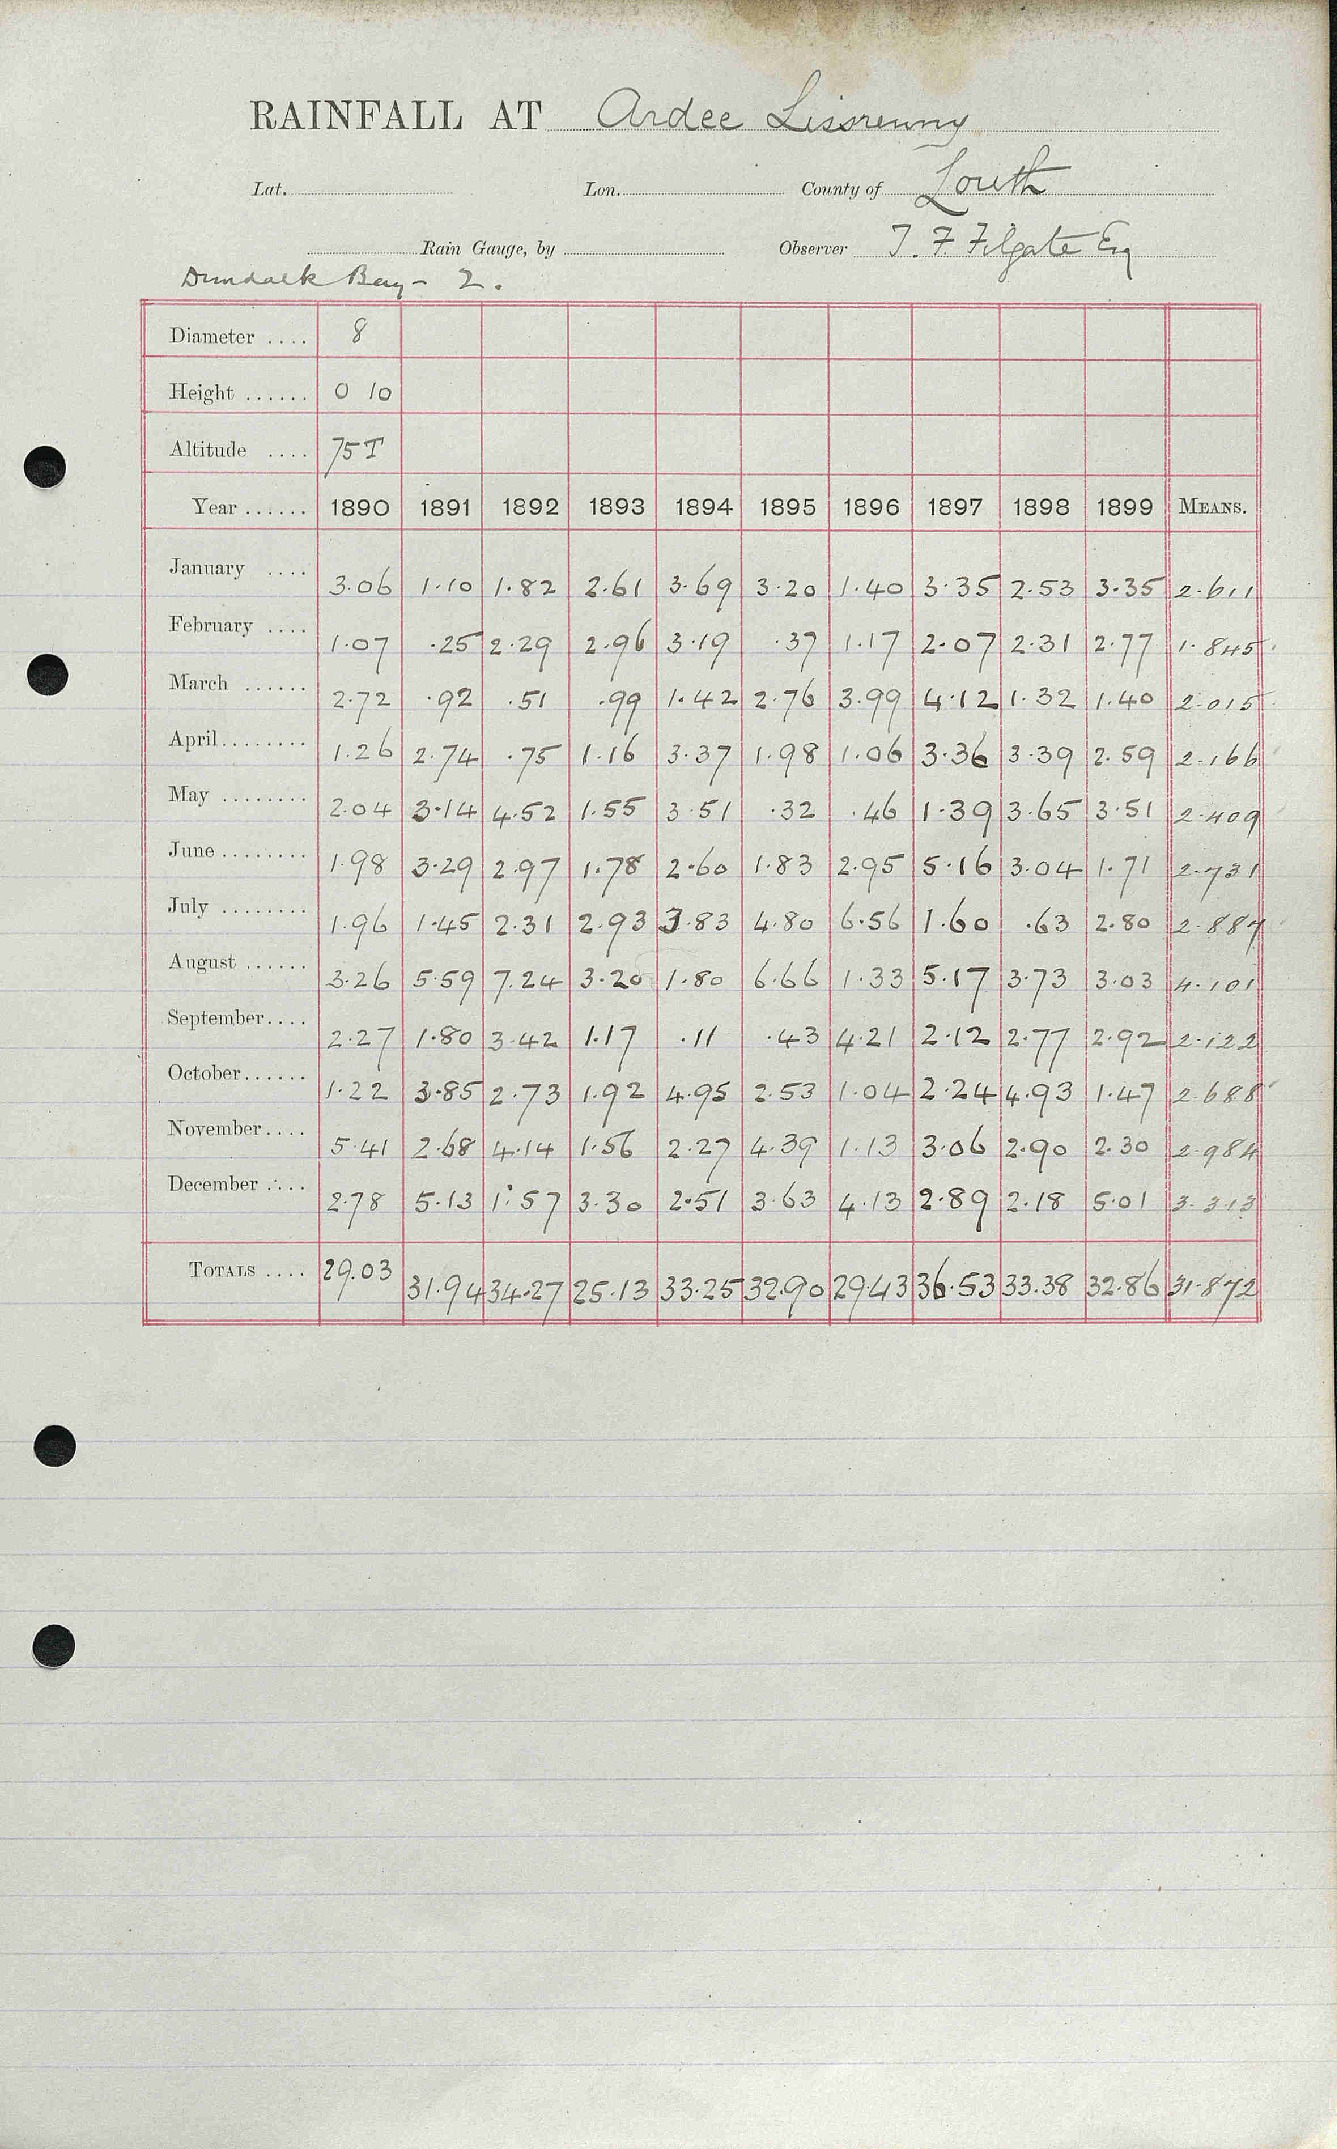 RAINFALL AT Ardee Lissrenny
Lat. Lon. County of Louth
Rain Gauge, by Observer T. F. Filgate Esq
Dundalk Bay - 2.
Diameter .... 8
Height ...... 0 10
Altitude .... 75 T
Year ...... 1890 1891 1892 1893 1894 1895 1896 1897 1898 1899 MEANS.
January .... 3.06 1.10 1.82 2.61 3.69 3.20 1.40 3.35 2.53 3.35 2.611
February .... 1.07 .25 2.29 2.96 3.19 .37 1.17 2.07 2.31 2.77 1.845
March ...... 2.72 .92 .51 .99 1.42 2.76 3.99 4.12 1.32 1.40 2.015
April........ 1.26 2.74 .75 1.16 3.37 1.98 1.06 3.36 3.39 2.59 2.166
May ........ 2.04 3.14 4.52 1.55 3.51 .32 .46 1.39 3.65 3.51 2.409
June ........ 1.98 3.29 2.97 1.78 2.60 1.83 2.95 5.16 3.04 1.71 2.731
July ........ 1.96 1.45 2.31 2.93 3.83 4.80 6.56 1.60 .63 2.80 2.887
August ...... 3.26 5.59 7.24 3.20 1.80 6.66 1.33 5.17 3.73 3.03 4.101
September.... 2.27 1.80 3.42 1.17 .11 .43 4.21 2.12 2.77 2.92 2.122
October...... 1.22 3.85 2.73 1.92 4.95 2.53 1.04 2.24 4.93 1.47 2.688
November.... 5.41 2.68 4.14 1.56 2.27 4.39 1.13 3.06 2.90 2.30 2.984
December .... 2.78 5.13 1.57 3.30 2.51 3.63 4.13 2.89 2.18 5.01 3.313
TOTALS .... 29.03 31.94 34.27 25.13 33.25 32.90 29.43 36.53 33.38 32.86 31.872